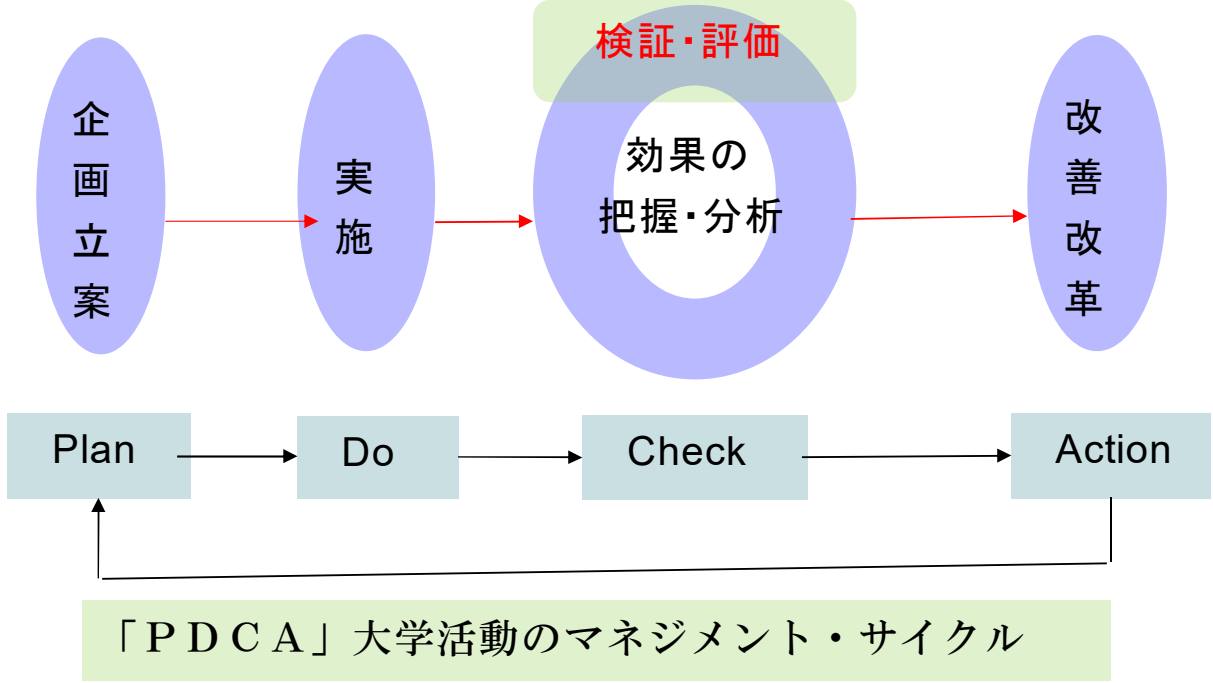 検証・評価
企画立案
実施
効果の
把握・分析
改善改革
Plan
Do
Check
Action
「ＰＤＣＡ」大学活動のマネジメント・サイクル